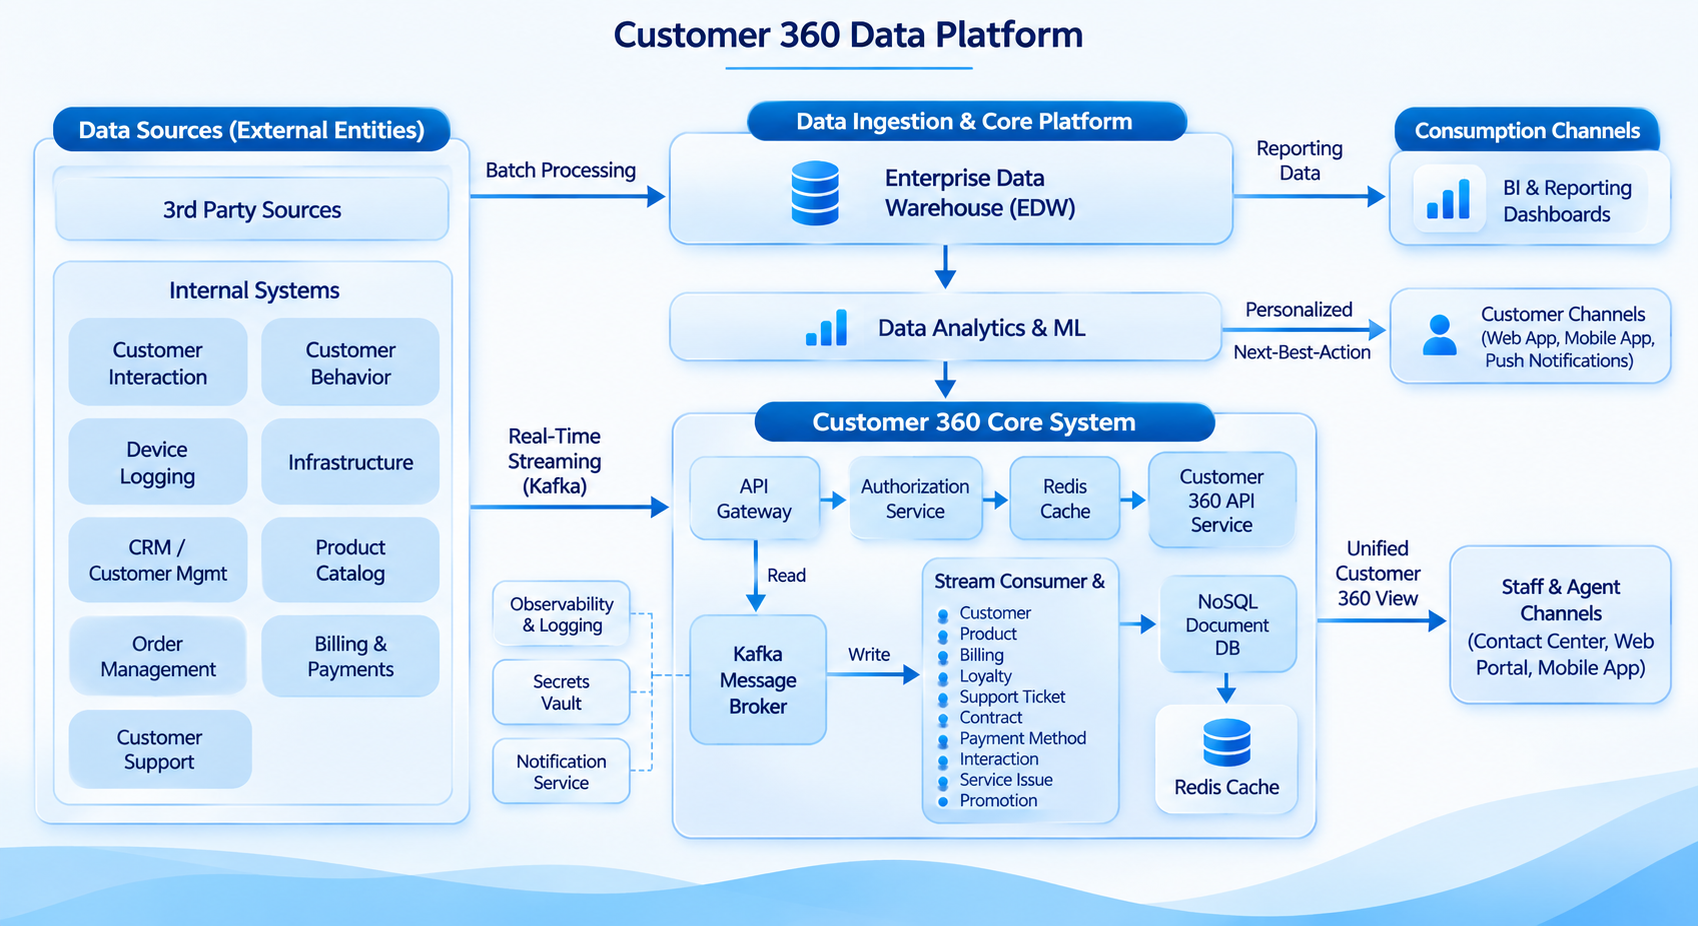 Customer 360 Data Platform
Data Sources (External Entities)
3rd Party Sources
Internal Systems
Customer
Interaction
Customer
Behavior
Device
Logging
Infrastructure
CRM /
Customer Mgmt
Product
Catalog
Order
Management
Billing &
Payments
Customer
Support
Batch Processing
Real-Time
Streaming
(Kafka)
Observability
& Logging
Secrets
Vault
Notification
Service
Data Ingestion & Core Platform
Enterprise Data
Warehouse (EDW)
Data Analytics & ML
Customer 360 Core System
API
Gateway
Authorization
Service
Redis
Cache
Customer
360 API
Service
Read
Kafka
Message
Broker
Write
Stream Consumer &
Customer
Product
Billing
Loyalty
Support Ticket
Contract
Payment Method
Interaction
Service Issue
Promotion
NoSQL
Document
DB
Redis Cache
Reporting
Data
Personalized
Next-Best-Action
Unified
Customer
360 View
Consumption Channels
BI & Reporting
Dashboards
Customer Channels
(Web App, Mobile App,
Push Notifications)
Staff & Agent
Channels
(Contact Center, Web
Portal, Mobile App)